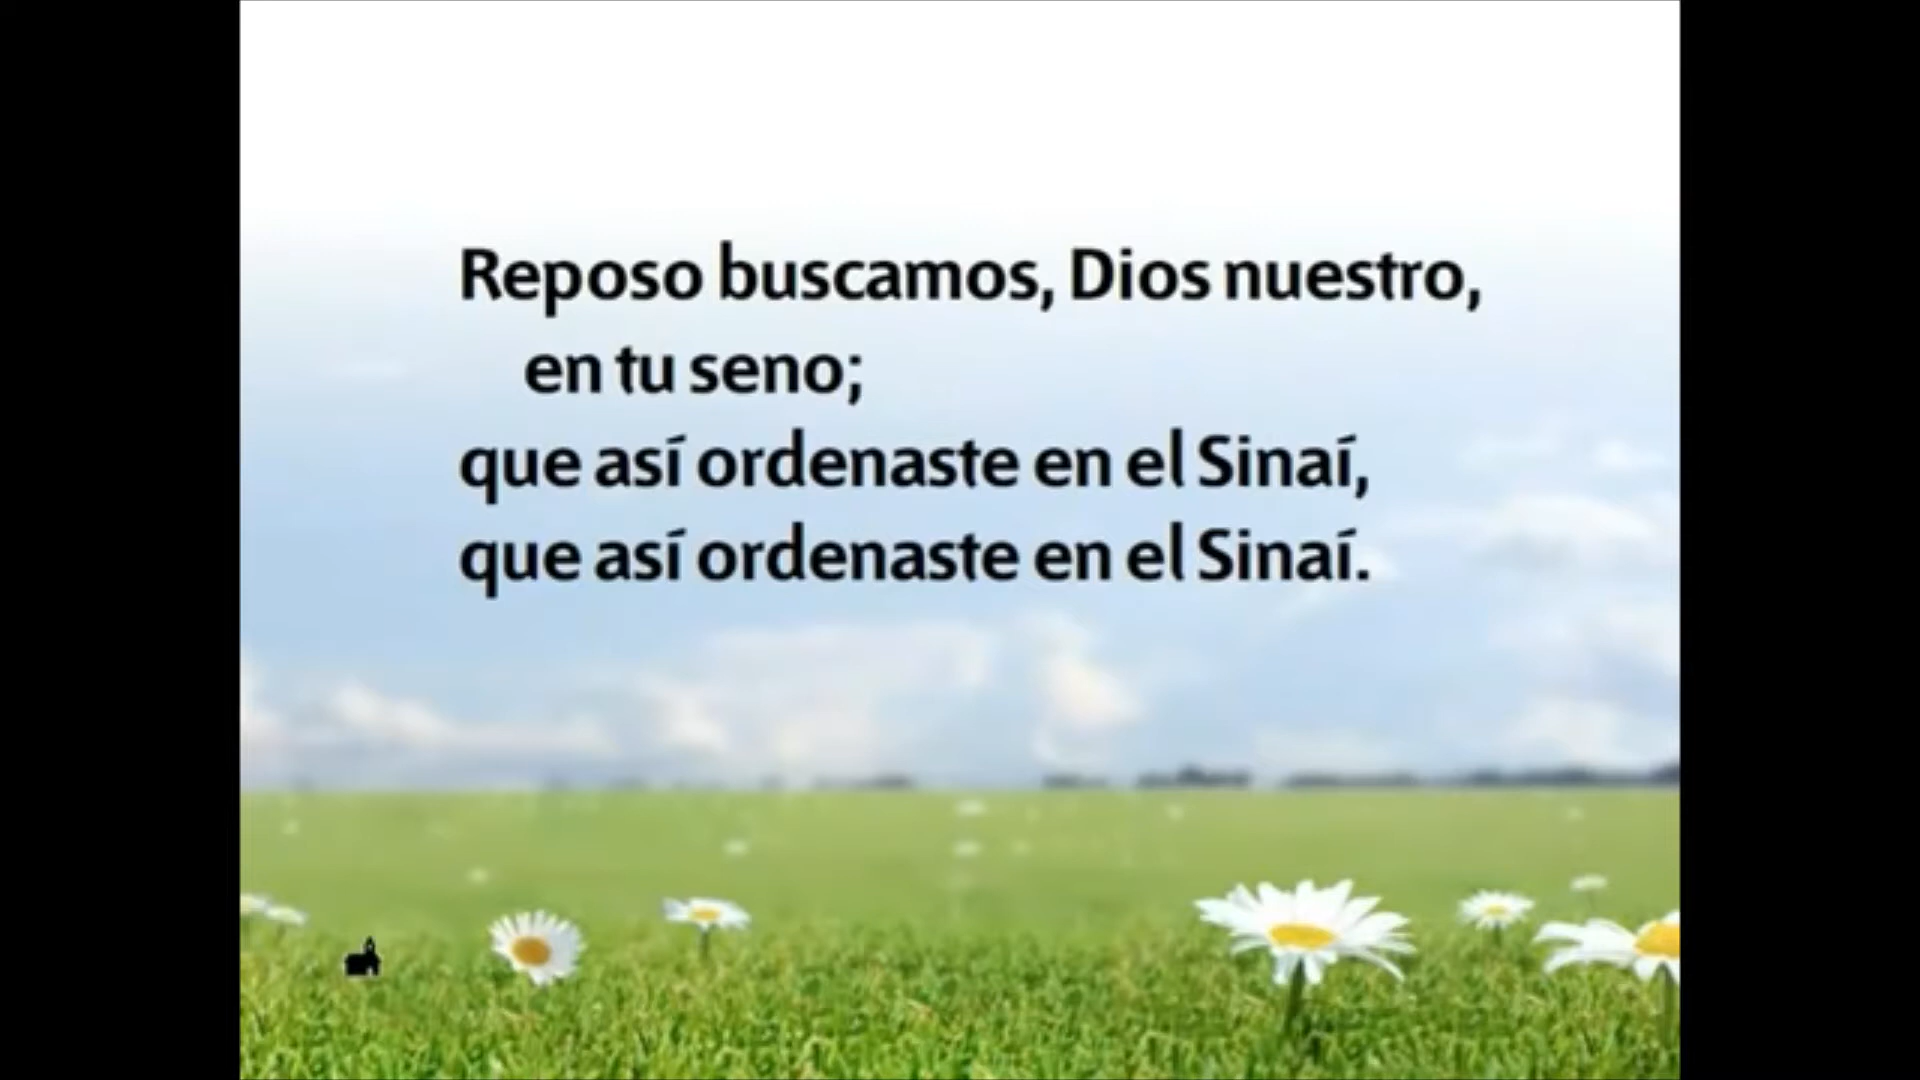 Reposo buscamos, Dios nuestro,
en tu seno;
que así ordenaste en el Sinaí,
que así ordenaste en el Sinaí.